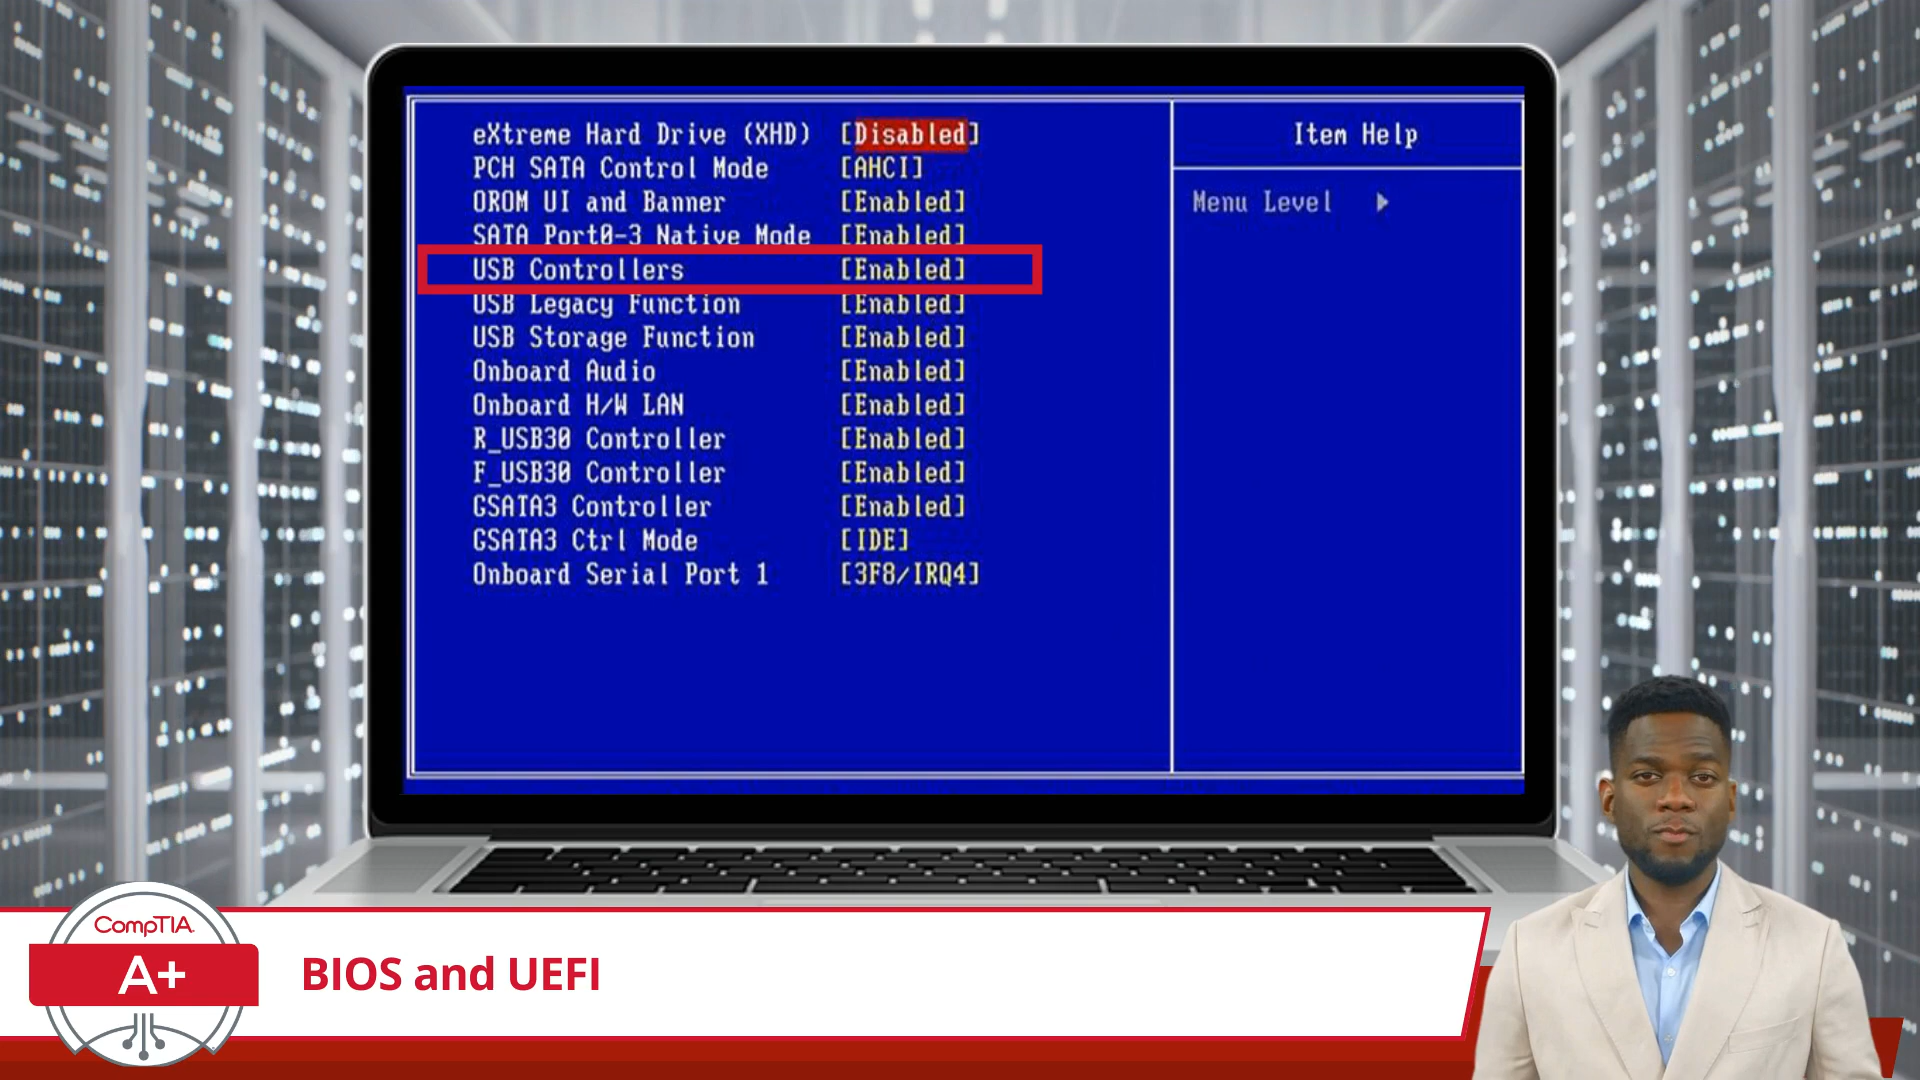 eXtreme Hard Drive (XHD) [Disabled]
PCH SATA Control Mode [AHCI]
OROM UI and Banner [Enabled]
SATA Port0-3 Native Mode [Enabled]
USB Controllers [Enabled]
USB Legacy Function [Enabled]
USB Storage Function [Enabled]
Onboard Audio [Enabled]
Onboard H/W LAN [Enabled]
R_USB30 Controller [Enabled]
F_USB30 Controller [Enabled]
GSATA3 Controller [Enabled]
GSATA3 Ctrl Mode [IDE]
Onboard Serial Port 1 [3F8/IRQ4]
Item Help
Menu Level ▶
CompTIA.
A+
BIOS and UEFI